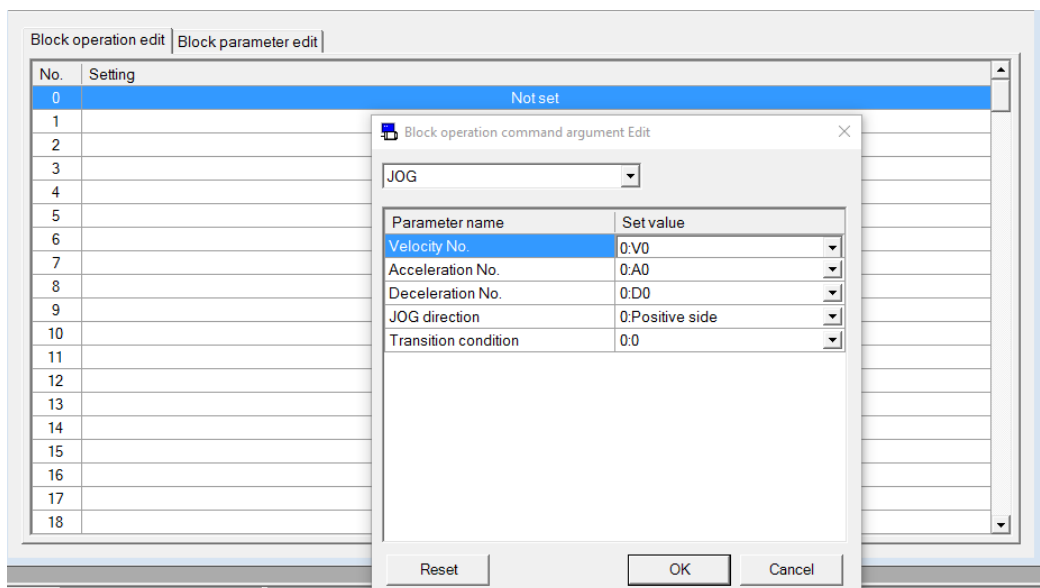 Block operation edit Block parameter edit
No. Setting
0 Not set
1
2
3
4
5
6
7
8
9
10
11
12
13
14
15
16
17
18
Block operation command argument Edit
JOG
Parameter name Set value
Velocity No. 0:V0
Acceleration No. 0:A0
Deceleration No. 0:D0
JOG direction 0:Positive side
Transition condition 0:0
Reset OK Cancel